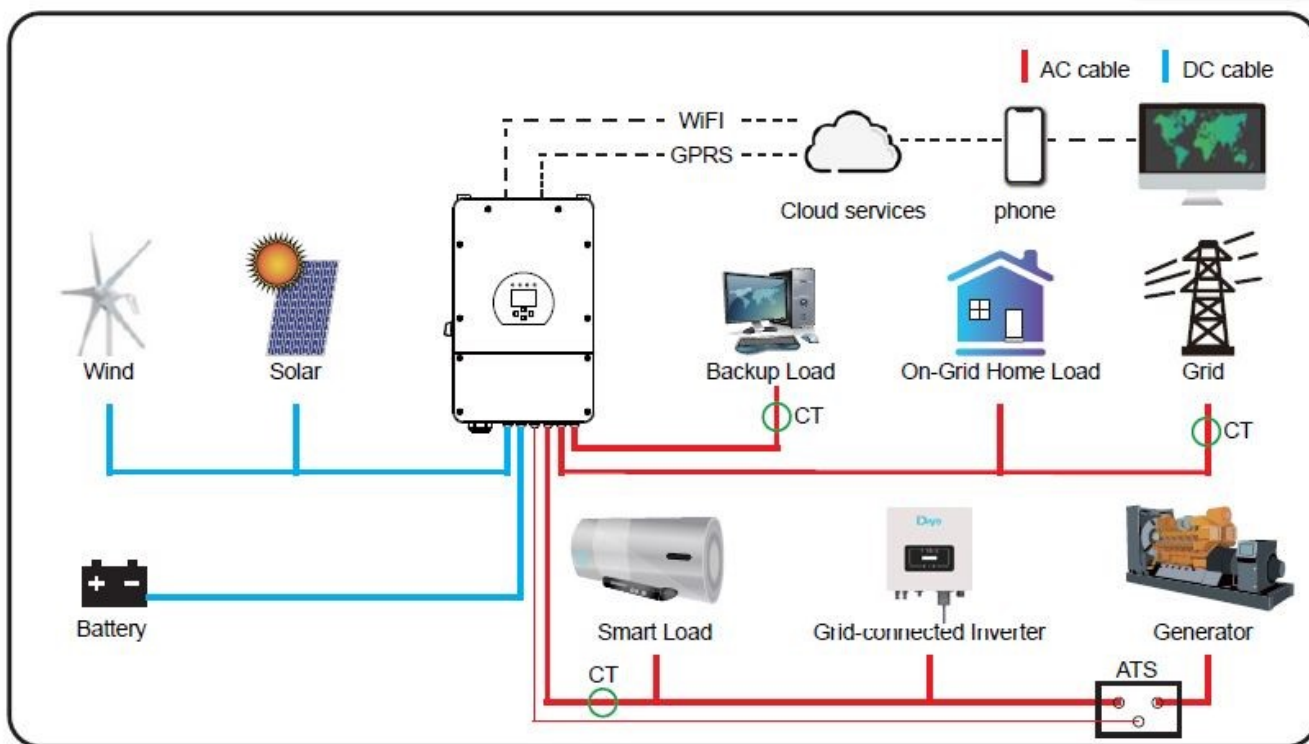 AC cable
DC cable
WiFI
GPRS
Cloud services
phone
Wind
Solar
Backup Load
On-Grid Home Load
Grid
CT
CT
Battery
+ -
Deye
Smart Load
Grid-connected Inverter
Generator
CT
ATS